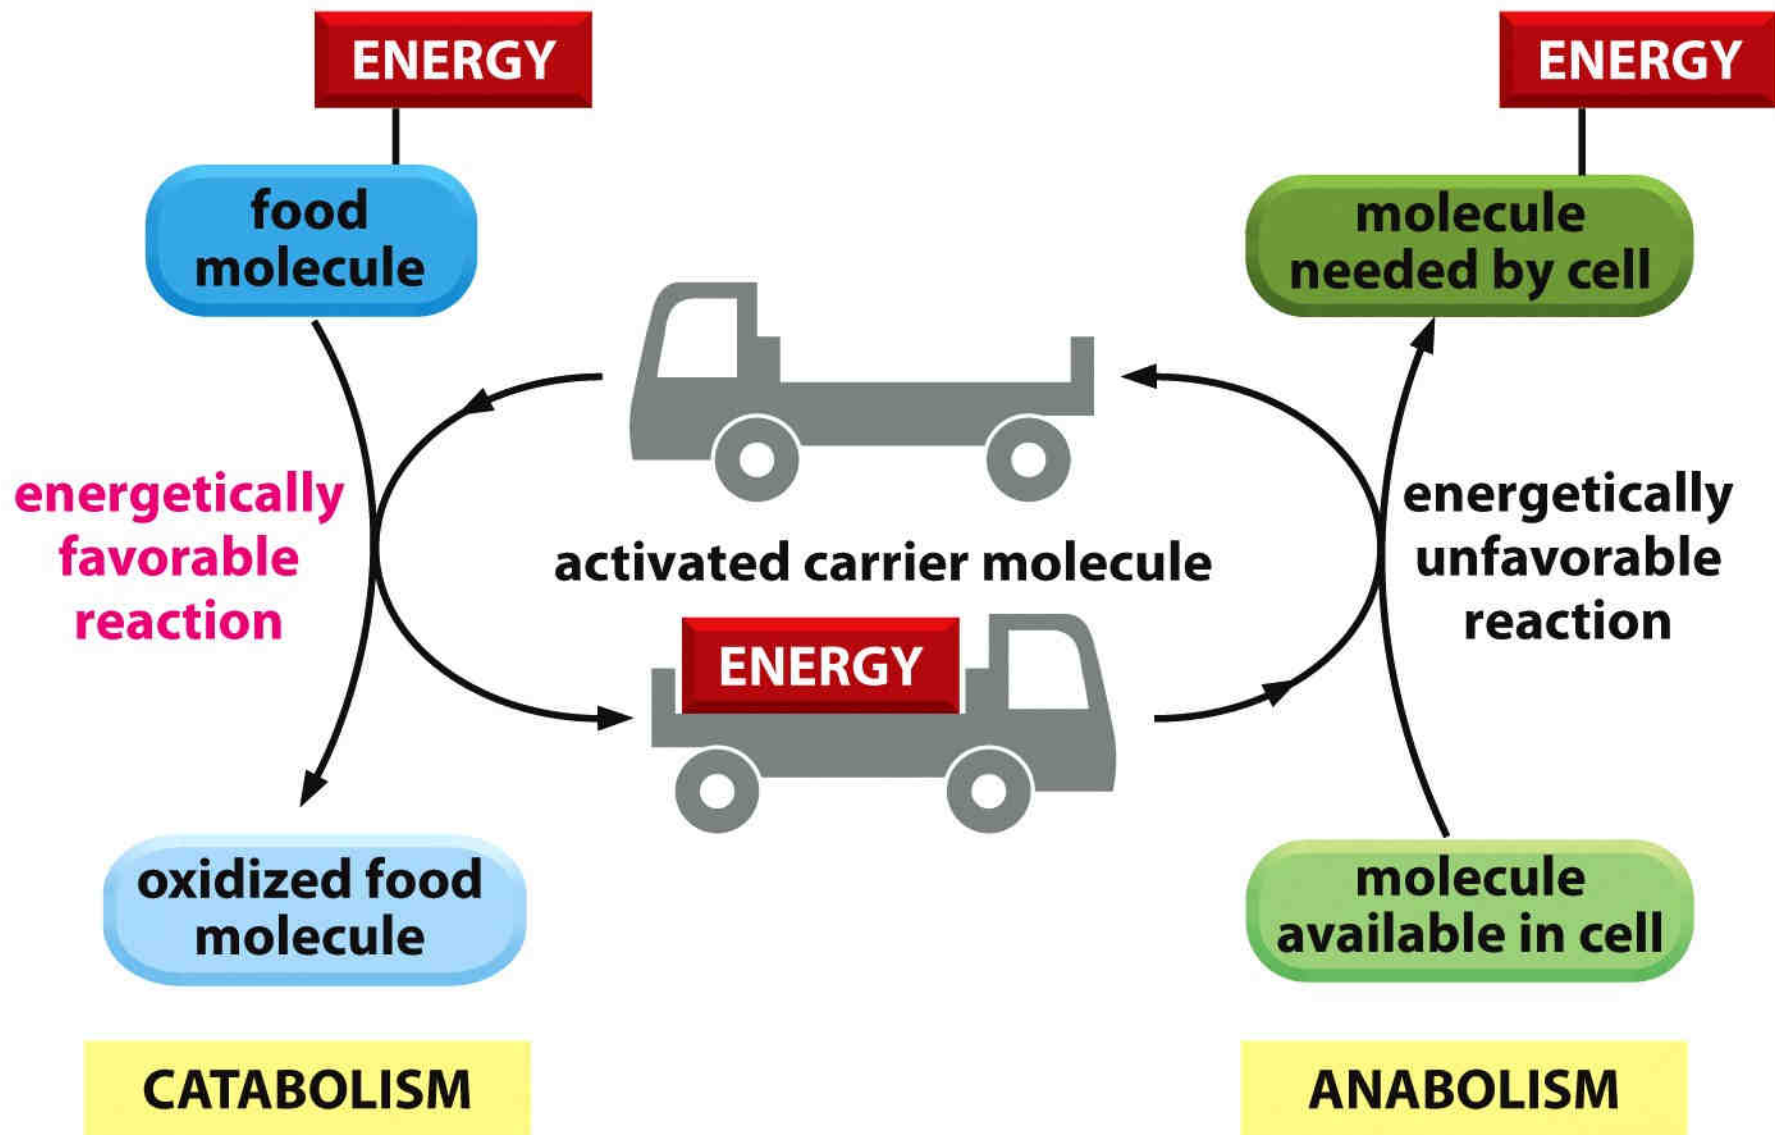 ENERGY
food
molecule
energetically
favorable
reaction
oxidized food
molecule
CATABOLISM
activated carrier molecule
ENERGY
ENERGY
molecule
needed by cell
energetically
unfavorable
reaction
molecule
available in cell
ANABOLISM